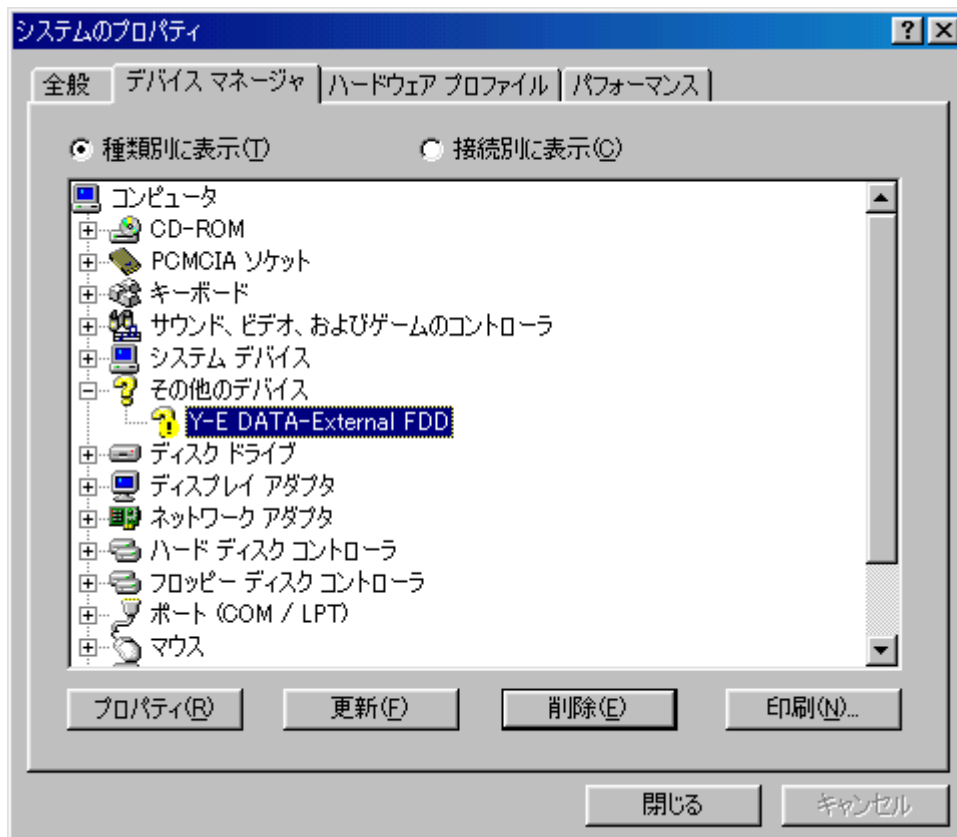 システムのプロパティ
全般 デバイス マネージャ ハードウェア プロファイル パフォーマンス
種類別に表示(T) 接続別に表示(C)
コンピュータ
CD-ROM
PCMCIA ソケット
キーボード
サウンド、ビデオ、およびゲームのコントローラ
システム デバイス
その他のデバイス
Y-E DATA-External FDD
ディスク ドライブ
ディスプレイ アダプタ
ネットワーク アダプタ
ハード ディスク コントローラ
フロッピー ディスク コントローラ
ポート (COM / LPT)
マウス
プロパティ(R) 更新(F) 削除(E) 印刷(N)...
閉じる キャンセル